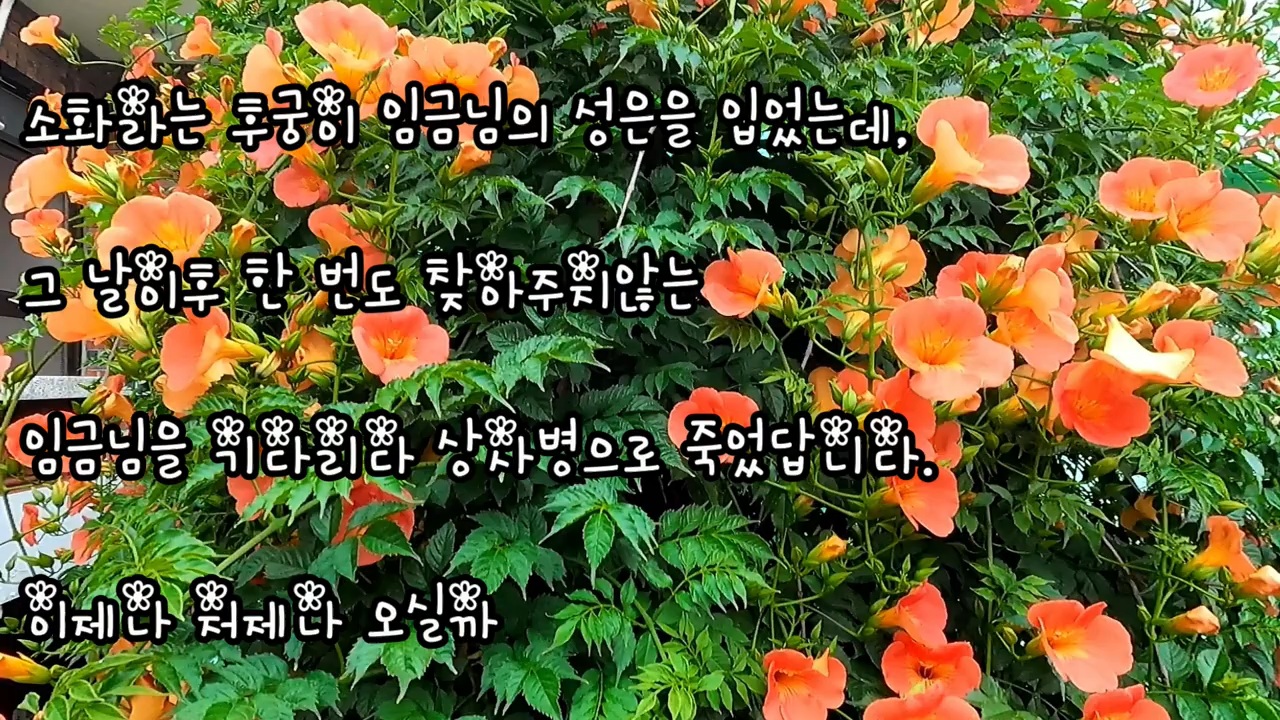 소화라는 후궁이 임금님의 성은을 입었는데,
그 날이후 한 번도 찾아주지않는
임금님을 기다리다 상사병으로 죽었답니다.
이제나 저제나 오실까